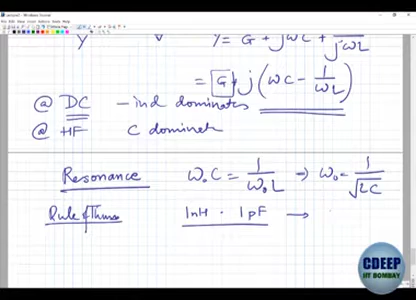 Y V Y = G + jωC + 1/jωL
= G + j(ωC − 1/ωL)
@ DC – ind dominates
@ HF C dominate
Resonance ω₀C = 1/ω₀L → ω₀ = 1/√LC
Rule of Thumb 1nH · 1pF →
CDEEP
IIT BOMBAY